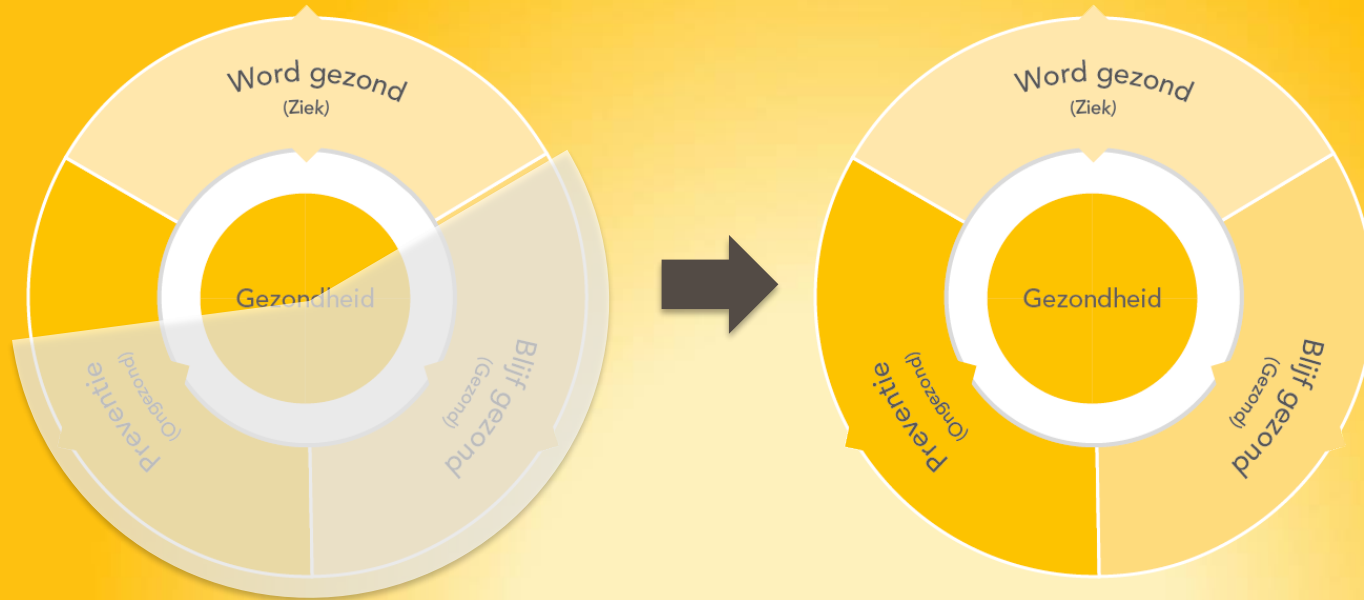 Word gezond
(Ziek)
Gezondheid
Preventie
(Ongezond)
Blijf gezond
(Gezond)
Word gezond
(Ziek)
Gezondheid
Preventie
(Ongezond)
Blijf gezond
(Gezond)